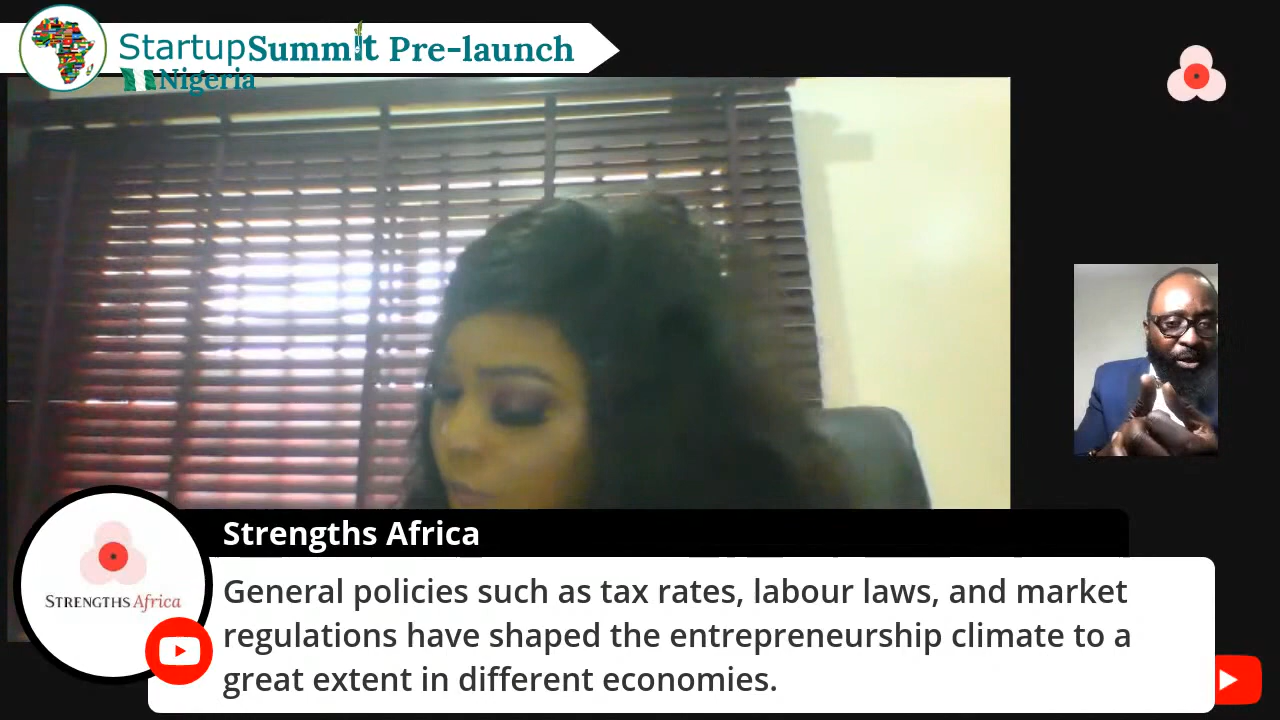 StartupSummit Pre-launch
Nigeria
Strengths Africa
General policies such as tax rates, labour laws, and market
regulations have shaped the entrepreneurship climate to a
great extent in different economies.
STRENGTHS Africa